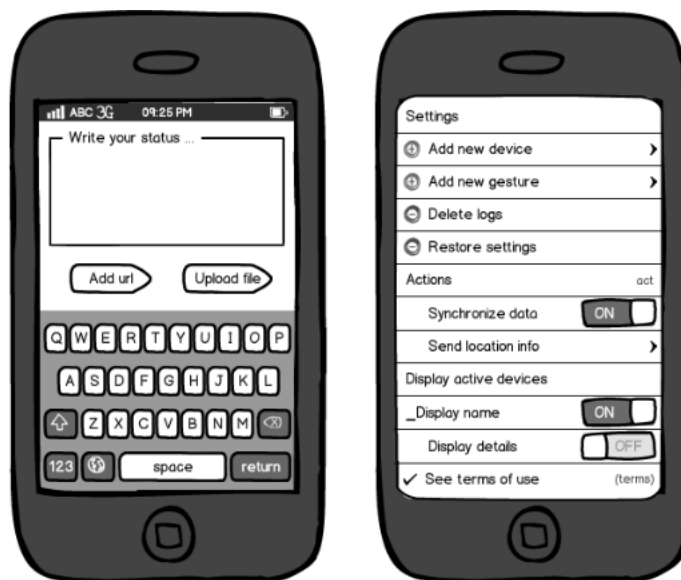 ABC 3G 09:25 PM
Write your status ...
Add url Upload file
Q W E R T Y U I O P
A S D F G H J K L
Z X C V B N M
123 space return
Settings
Add new device
Add new gesture
Delete logs
Restore settings
Actions act
Synchronize data ON
Send location info
Display active devices
_Display name ON
Display details OFF
See terms of use (terms)